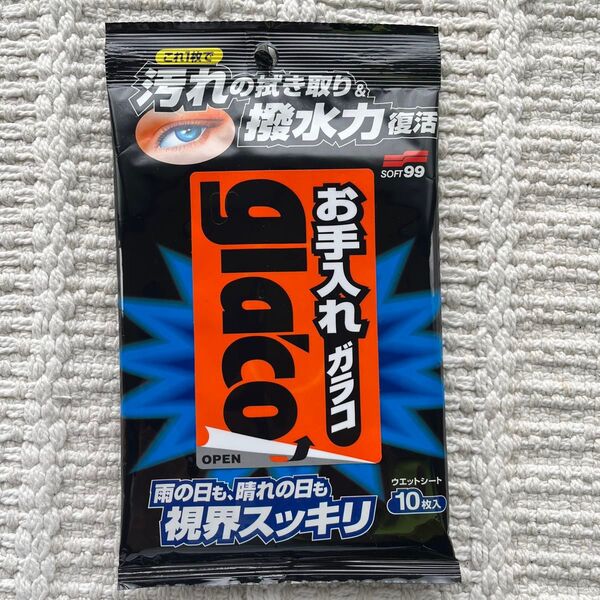 これ1枚で
汚れの拭き取り&
撥水力復活
SOFT99
お手入れガラコ
glaco
OPEN
雨の日も、晴れの日も
視界スッキリ
ウエットシート
10枚入